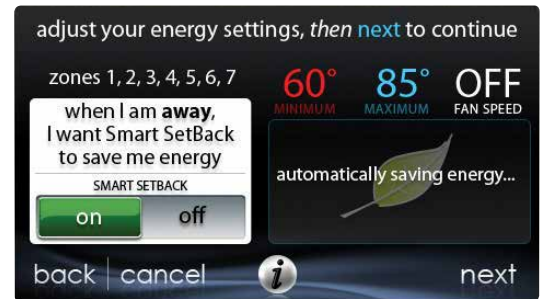 adjust your energy settings, then next to continue
zones 1, 2, 3, 4, 5, 6, 7
when I am away,
I want Smart SetBack
to save me energy
SMART SETBACK
on off
60° 85° OFF
MINIMUM MAXIMUM FAN SPEED
automatically saving energy...
back cancel i next